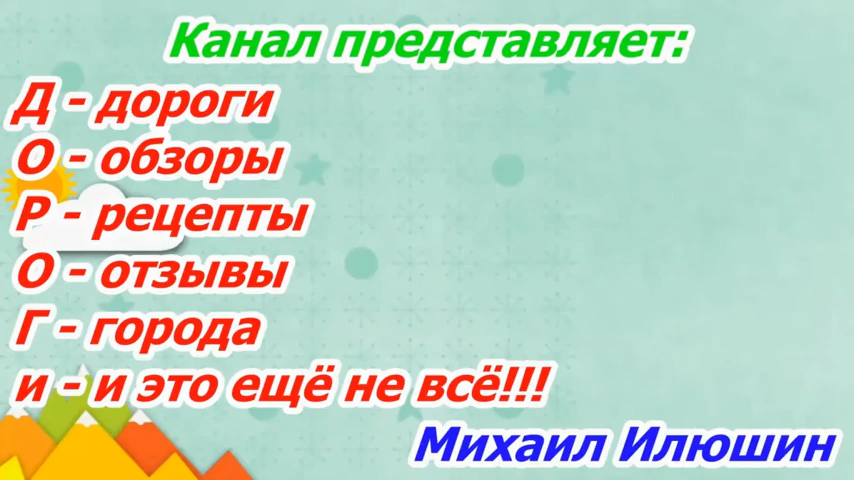 Канал представляет:
Д - дороги
О - обзоры
Р - рецепты
О - отзывы
Г - города
и - и это ещё не всё!!!
Михаил Илюшин